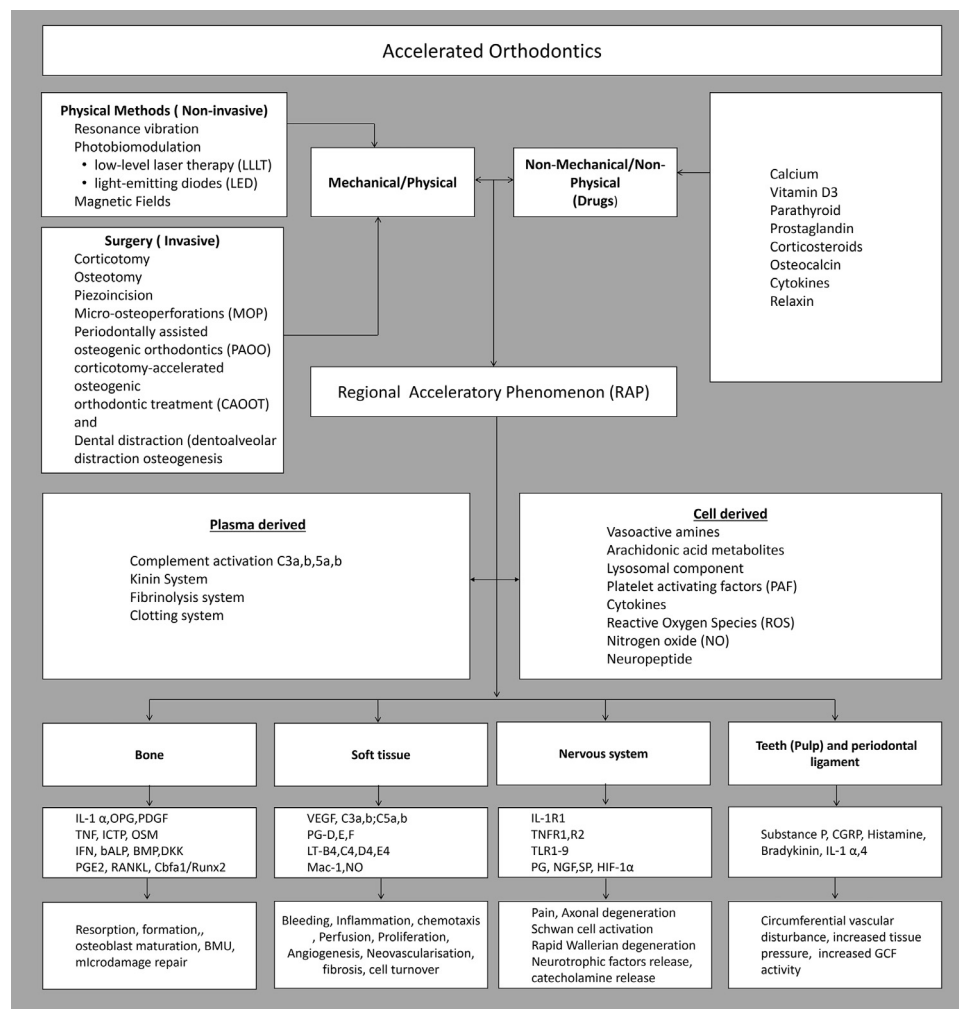 Accelerated Orthodontics
Physical Methods ( Non-invasive)
Resonance vibration
Photobiomodulation
• low-level laser therapy (LLLT)
• light-emitting diodes (LED)
Magnetic Fields
Surgery ( Invasive)
Corticotomy
Osteotomy
Piezoincision
Micro-osteoperforations (MOP)
Periodontally assisted
osteogenic orthodontics (PAOO)
corticotomy-accelerated
osteogenic
orthodontic treatment (CAOOT)
and
Dental distraction (dentoalveolar
distraction osteogenesis
Mechanical/Physical
Non-Mechanical/Non-
Physical
(Drugs)
Calcium
Vitamin D3
Parathyroid
Prostaglandin
Corticosteroids
Osteocalcin
Cytokines
Relaxin
Regional Acceleratory Phenomenon (RAP)
Plasma derived
Complement activation C3a,b,5a,b
Kinin System
Fibrinolysis system
Clotting system
Cell derived
Vasoactive amines
Arachidonic acid metabolites
Lysosomal component
Platelet activating factors (PAF)
Cytokines
Reactive Oxygen Species (ROS)
Nitrogen oxide (NO)
Neuropeptide
Bone
IL-1 α,OPG,PDGF
TNF, ICTP, OSM
IFN, bALP, BMP,DKK
PGE2, RANKL, Cbfa1/Runx2
Resorption, formation,,
osteoblast maturation, BMU,
mIcrodamage repair
Soft tissue
VEGF, C3a,b;C5a,b
PG-D,E,F
LT-B4,C4,D4,E4
Mac-1,NO
Bleeding, Inflammation, chemotaxis
, Perfusion, Proliferation,
Angiogenesis, Neovascularisation,
fibrosis, cell turnover
Nervous system
IL-1R1
TNFR1,R2
TLR1-9
PG, NGF,SP, HIF-1α
Pain, Axonal degeneration
Schwan cell activation
Rapid Wallerian degeneration
Neurotrophic factors release,
catecholamine release
Teeth (Pulp) and periodontal
ligament
Substance P, CGRP, Histamine,
Bradykinin, IL-1 α,4
Circumferential vascular
disturbance, increased tissue
pressure, increased GCF
activity